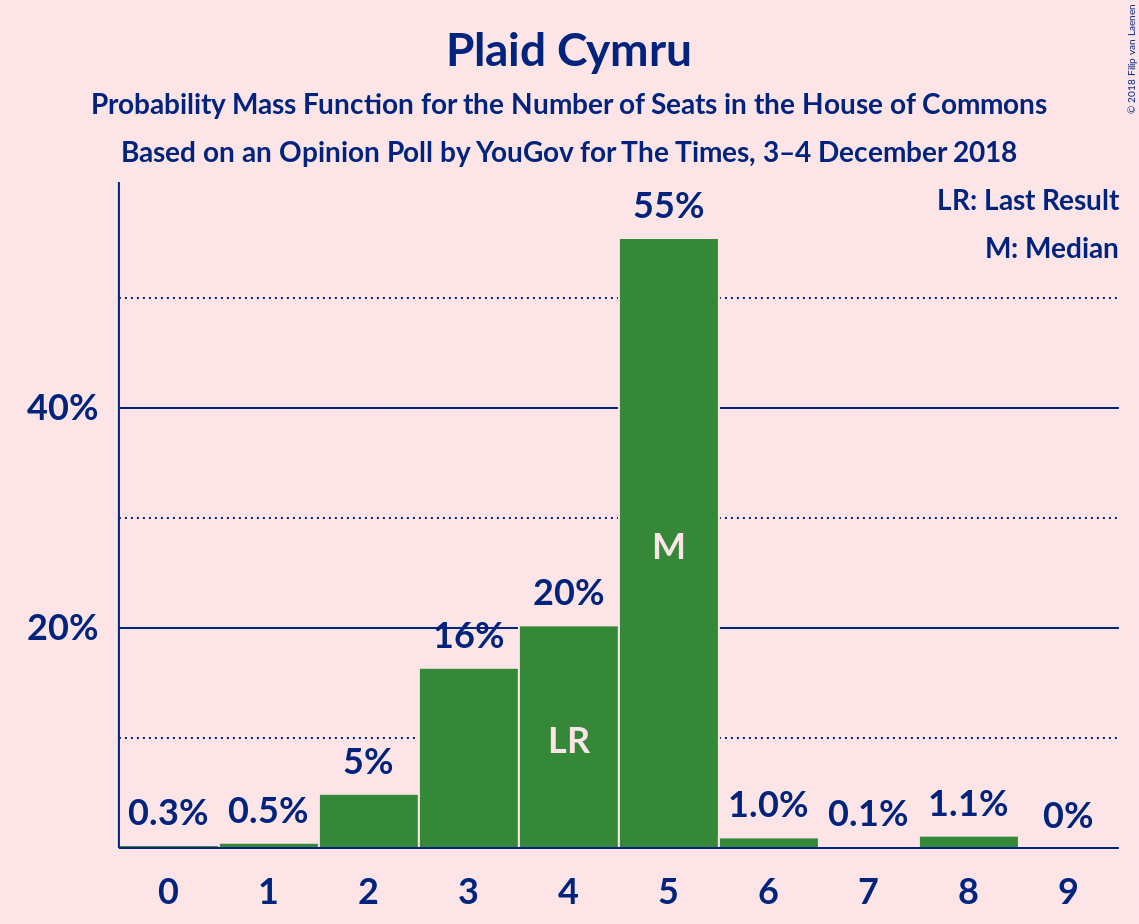 Plaid Cymru
Probability Mass Function for the Number of Seats in the House of Commons
Based on an Opinion Poll by YouGov for The Times, 3–4 December 2018
© 2018 Filip van Laenen
LR: Last Result
M: Median
55%
40%
M
20%
20%
16%
LR
5%
0.3%
0.5%
1.0%
0.1%
1.1%
0%
0 1 2 3 4 5 6 7 8 9